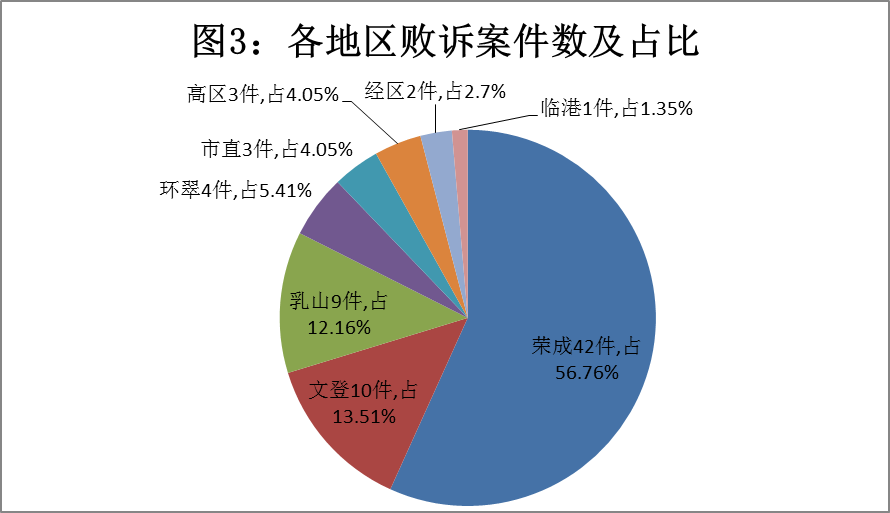 图3：各地区败诉案件数及占比
高区3件,占4.05%
经区2件,占2.7%
临港1件,占1.35%
市直3件,占4.05%
环翠4件,占5.41%
乳山9件,占
12.16%
荣成42件,占
56.76%
文登10件,占
13.51%